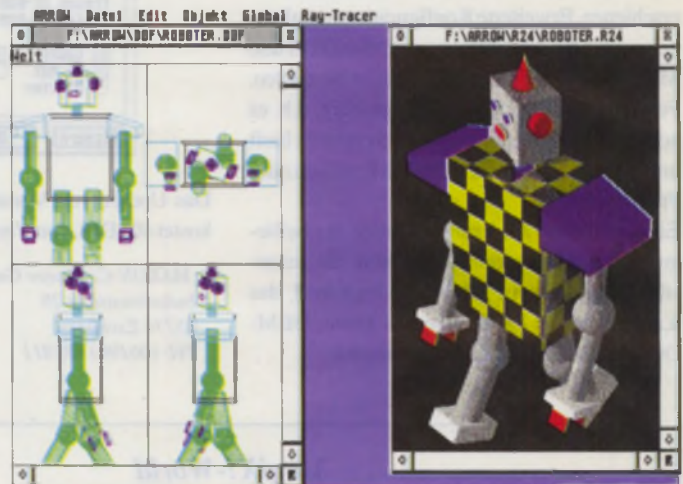 ARROW Datei Edit Objekt Global Ray-Tracer
F:\ARROW\DOF\ROBOTER.DOF
Welt
F:\ARROW\R24\ROBOTER.R24